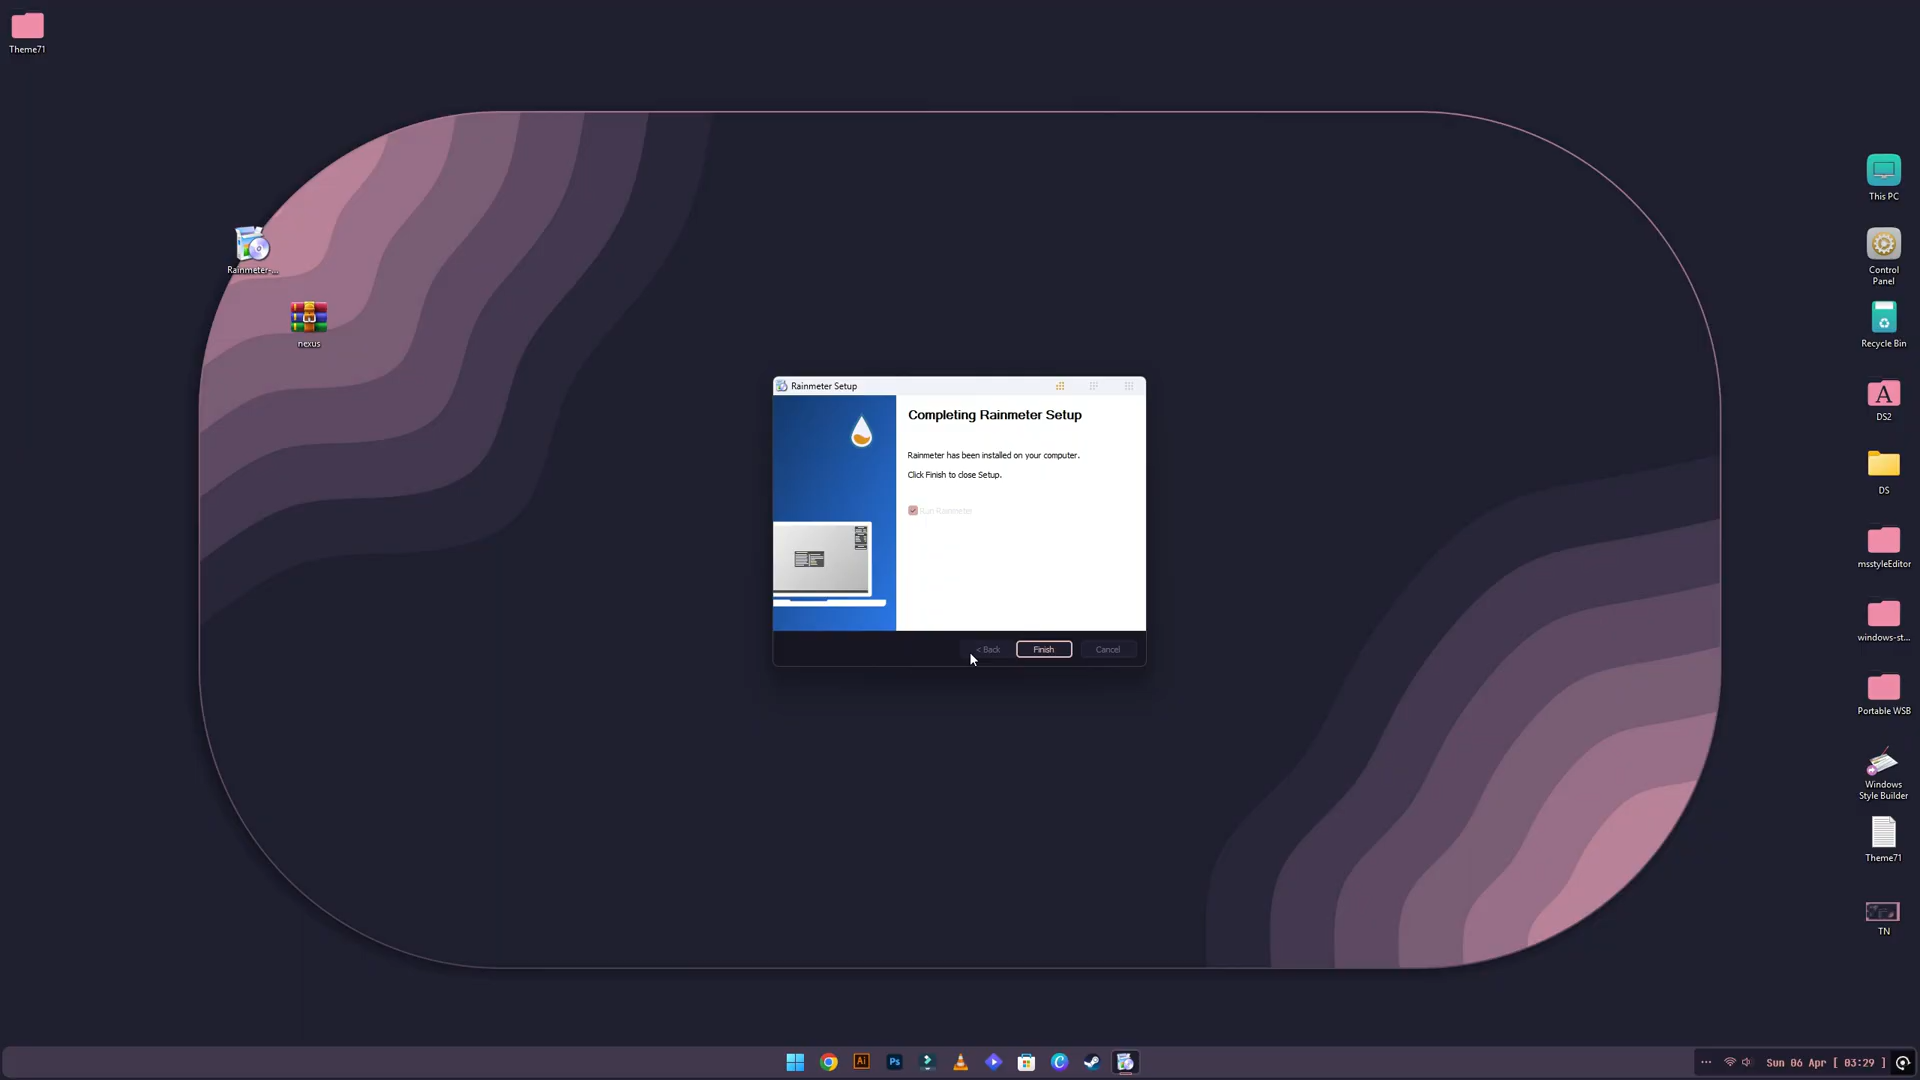 Theme71
Rainmeter-...
nexus
Rainmeter Setup
Completing Rainmeter Setup
Rainmeter has been installed on your computer.
Click Finish to close Setup.
Run Rainmeter
< Back
Finish
Cancel
This PC
Control
Panel
Recycle Bin
A
DS2
DS
msstyleEditor
windows-st...
Portable WSB
Windows
Style Builder
Theme71
TN
Ai
Ps
Sun 06 Apr [ 03:29 ]